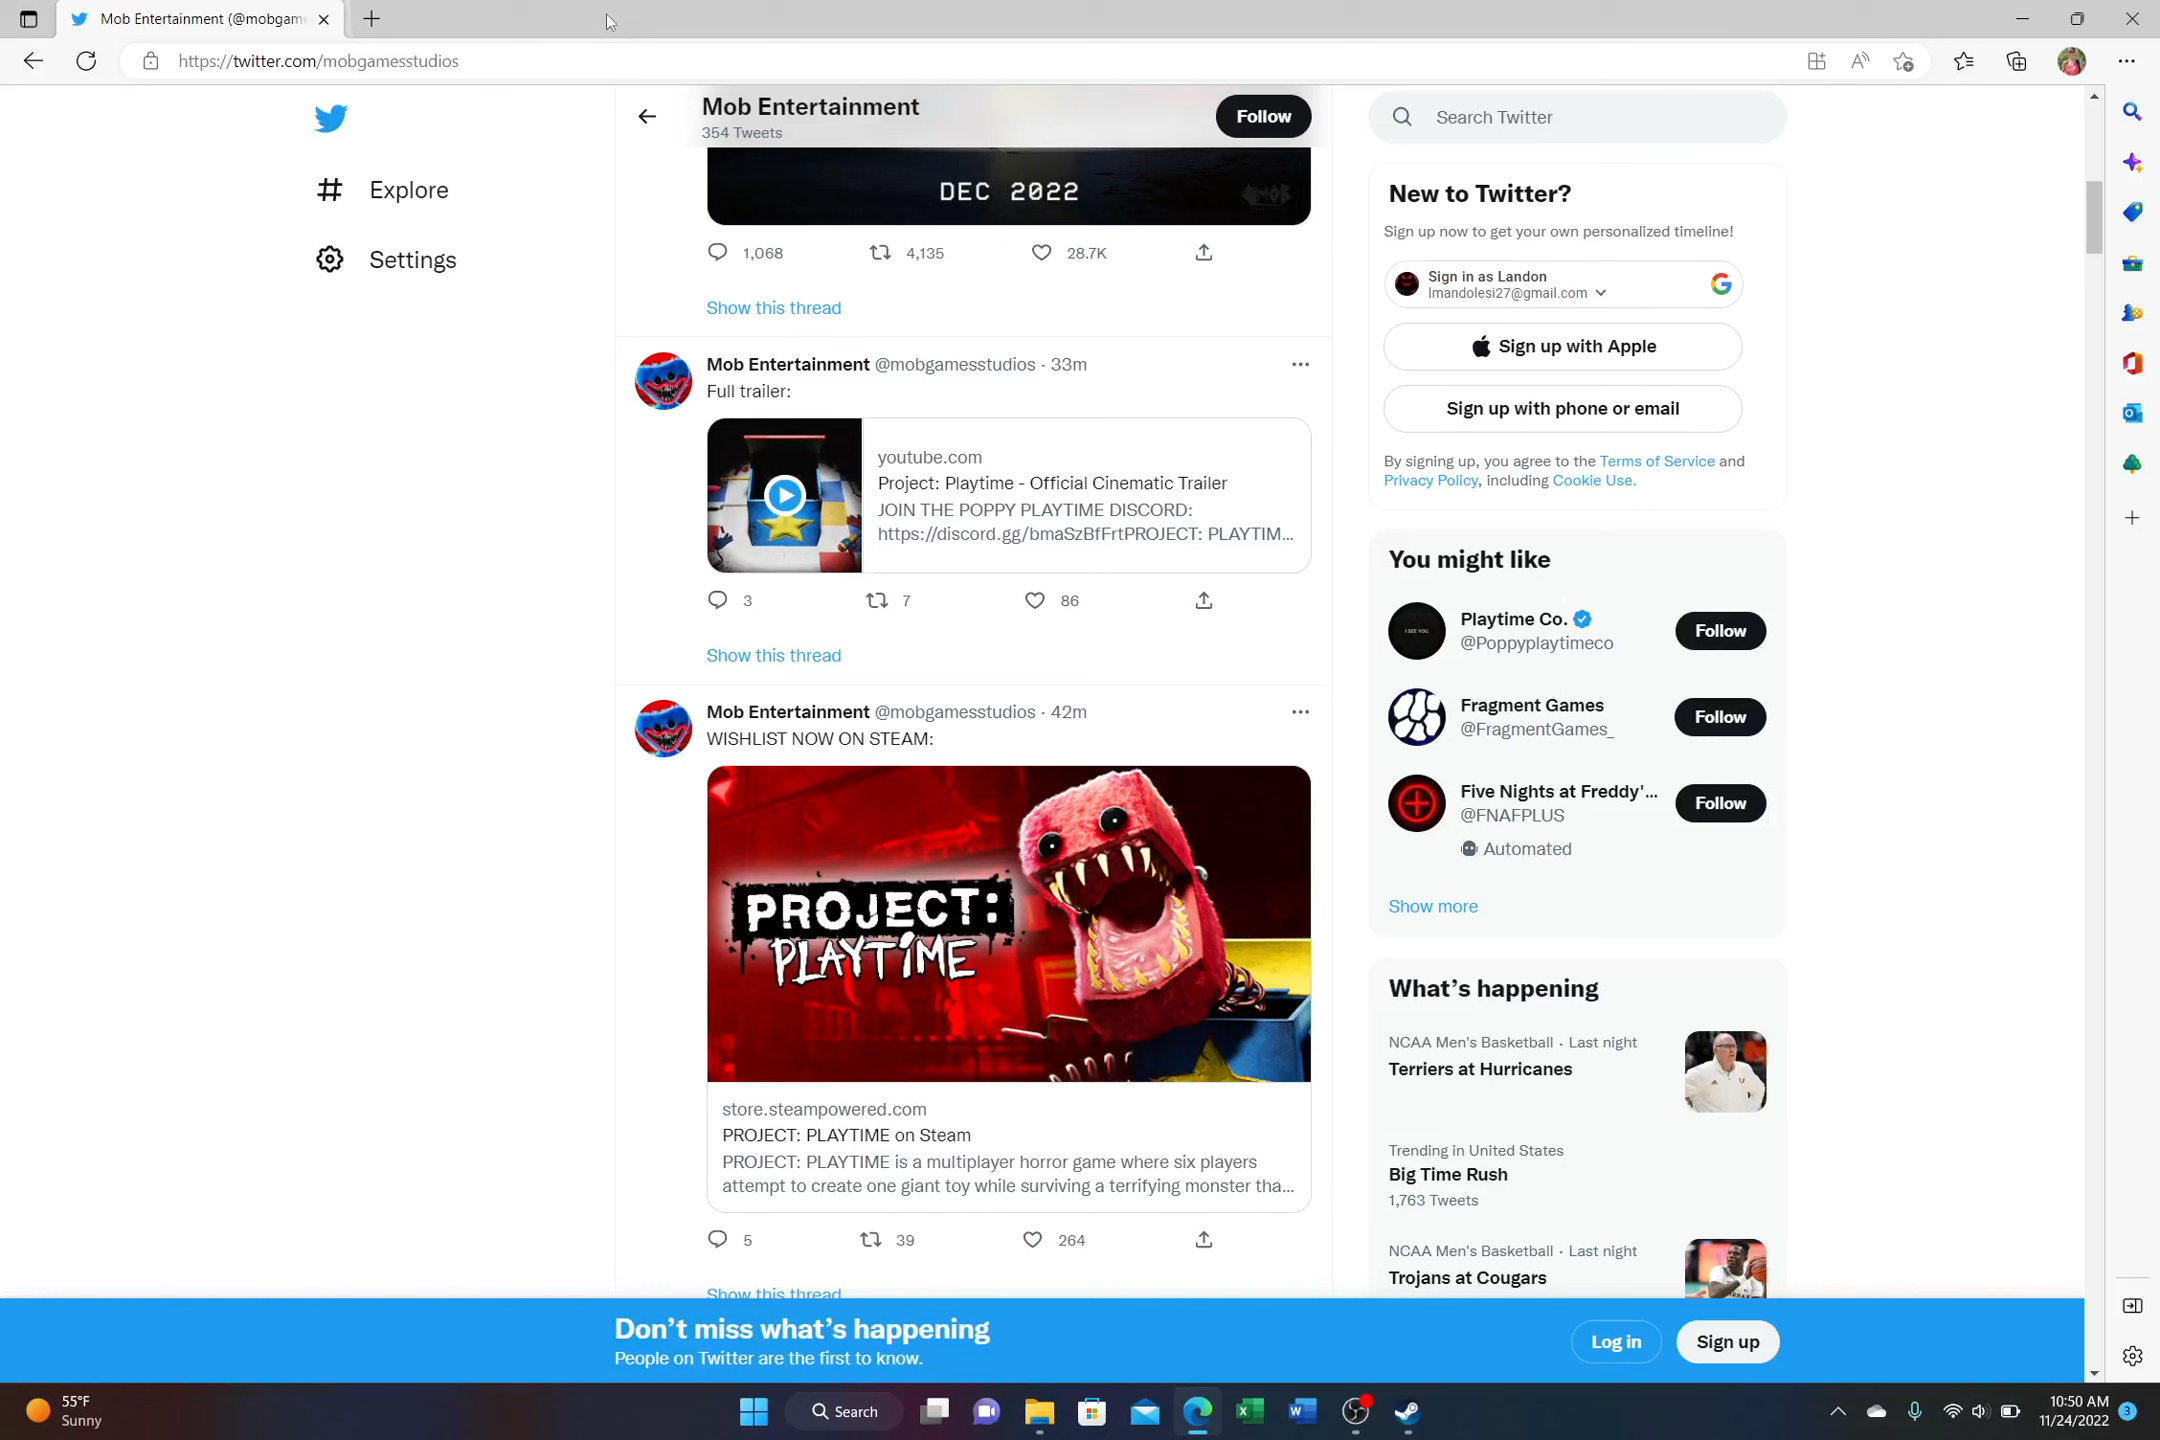 Mob Entertainment (@mobgam
https://twitter.com/mobgamesstudios
Explore
Settings
Mob Entertainment
354 Tweets
Follow
DEC 2022
MOB
1,068
4,135
28.7K
Show this thread
Mob Entertainment @mobgamesstudios · 33m
Full trailer:
youtube.com
Project: Playtime - Official Cinematic Trailer
JOIN THE POPPY PLAYTIME DISCORD:
https://discord.gg/bmaSzBfFrtPROJECT: PLAYTIM...
3
7
86
Show this thread
Mob Entertainment @mobgamesstudios · 42m
WISHLIST NOW ON STEAM:
PROJECT:
PLAYTIME
store.steampowered.com
PROJECT: PLAYTIME on Steam
PROJECT: PLAYTIME is a multiplayer horror game where six players
attempt to create one giant toy while surviving a terrifying monster tha...
5
39
264
Show this thread
Search Twitter
New to Twitter?
Sign up now to get your own personalized timeline!
Sign in as Landon
lmandolesi27@gmail.com
Sign up with Apple
Sign up with phone or email
By signing up, you agree to the Terms of Service and
Privacy Policy, including Cookie Use.
You might like
I SEE YOU.
Playtime Co.
@Poppyplaytimeco
Follow
Fragment Games
@FragmentGames_
Follow
Five Nights at Freddy'...
@FNAFPLUS
Automated
Follow
Show more
What's happening
NCAA Men's Basketball · Last night
Terriers at Hurricanes
Trending in United States
Big Time Rush
1,763 Tweets
NCAA Men's Basketball · Last night
Trojans at Cougars
Don't miss what's happening
People on Twitter are the first to know.
Log in
Sign up
55°F
Sunny
Search
10:50 AM
11/24/2022
3